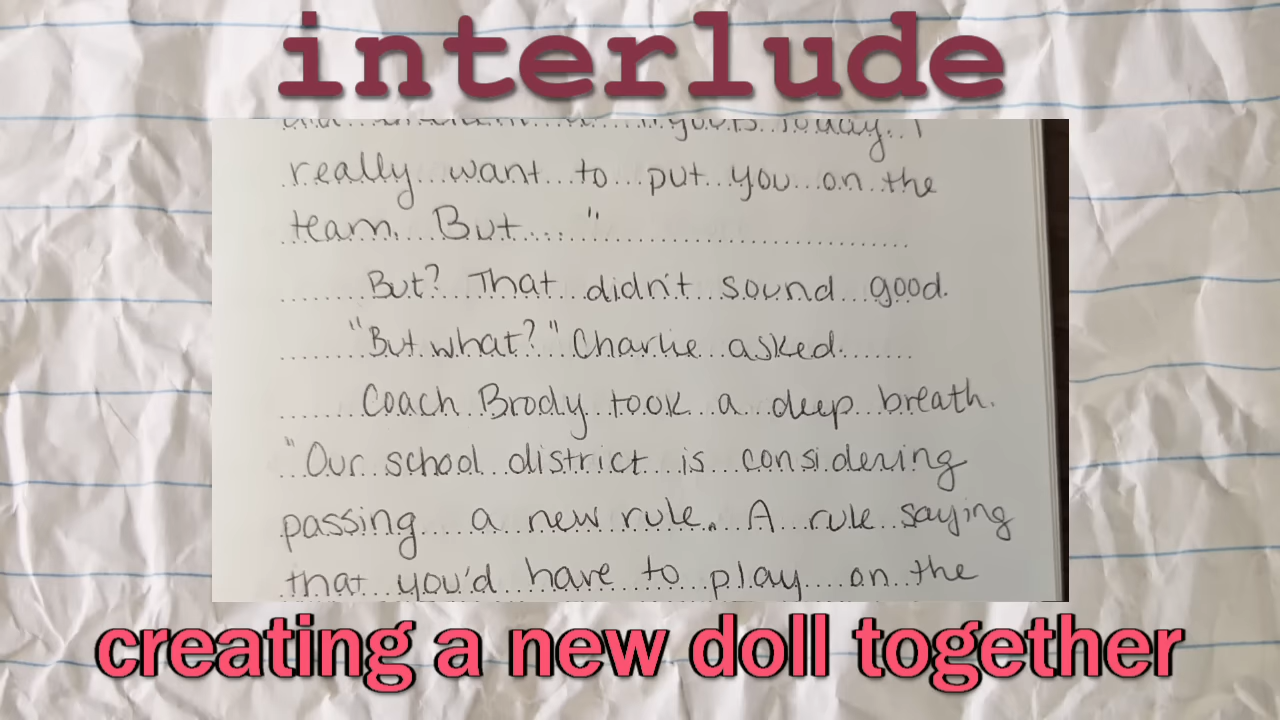 interlude
today. I
really want to put you on the
team. But... "
But? That didn't sound good.
"But what?" Charlie asked.
Coach Brody took a deep breath.
"Our school district is considering
passing a new rule. A rule saying
that you'd have to play on the
creating a new doll together